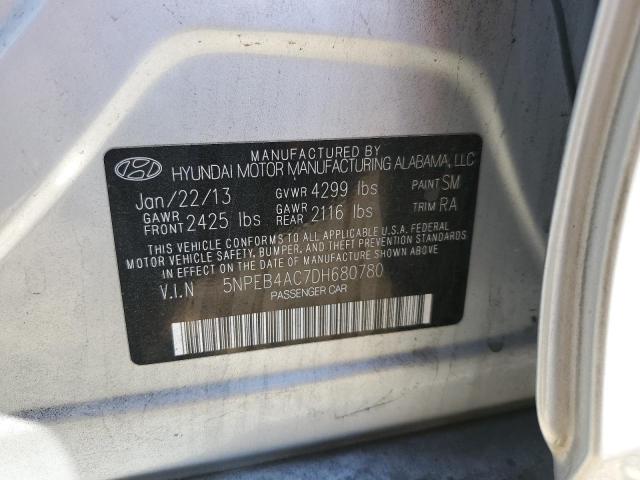 MANUFACTURED BY
HYUNDAI MOTOR MANUFACTURING ALABAMA, LLC
Jan/22/13 GVWR 4299 lbs PAINT SM
GAWR FRONT 2425 lbs GAWR REAR 2116 lbs TRIM RA
THIS VEHICLE CONFORMS TO ALL APPLICABLE U.S.A. FEDERAL
MOTOR VEHICLE SAFETY, BUMPER, AND THEFT PREVENTION STANDARDS
IN EFFECT ON THE DATE OF MANUFACTURE SHOWN ABOVE.
V.I.N 5NPEB4AC7DH680780
PASSENGER CAR